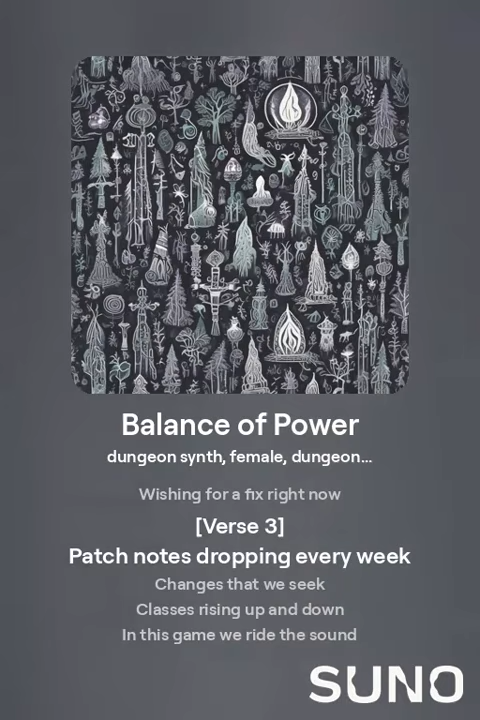 Balance of Power
dungeon synth, female, dungeon...
Wishing for a fix right now
[Verse 3]
Patch notes dropping every week
Changes that we seek
Classes rising up and down
In this game we ride the sound
SUNO